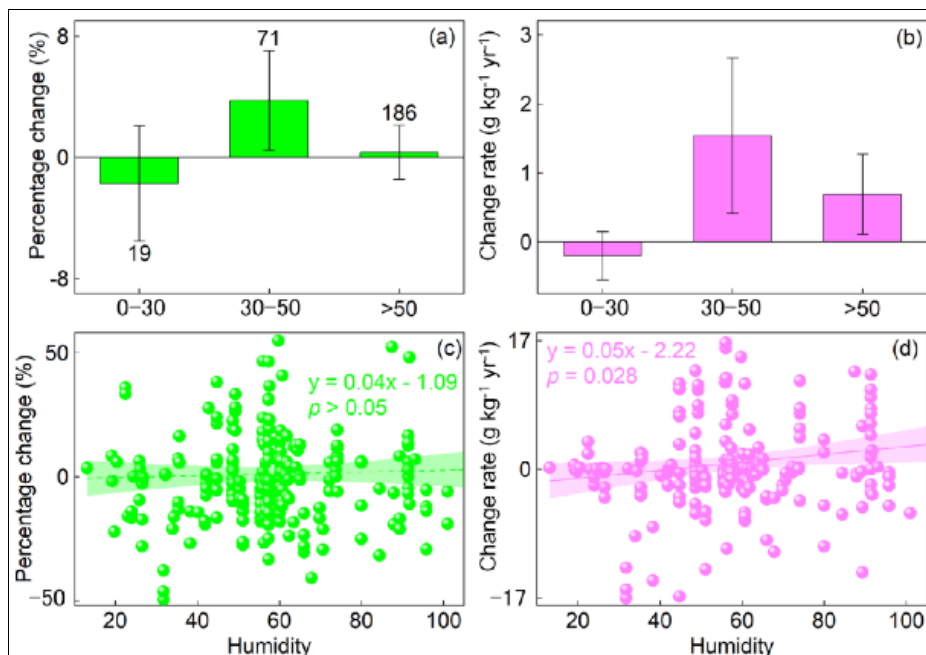 (a)
Percentage change (%)
8
0
-8
71
186
19
0-30
30-50
>50
(b)
Change rate (g kg⁻¹ yr⁻¹)
3
2
1
0
0-30
30-50
>50
(c)
Percentage change (%)
50
0
-50
y = 0.04x - 1.09
p > 0.05
20
40
60
80
100
Humidity
(d)
Change rate (g kg⁻¹ yr⁻¹)
17
0
-17
y = 0.05x - 2.22
p = 0.028
20
40
60
80
100
Humidity